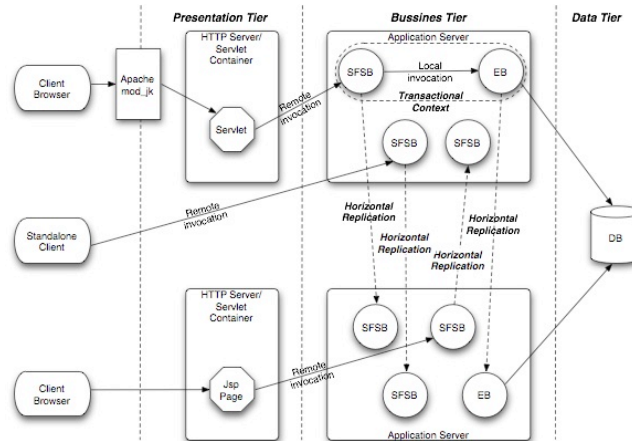 Presentation Tier
Bussines Tier
Data Tier
HTTP Server/
Servlet
Container
Application Server
Client
Browser
Apache
mod_jk
Servlet
Remote
invocation
SFSB
Local
invocation
EB
Transactional
Context
SFSB
SFSB
Standalone
Client
Remote
invocation
Horizontal
Replication
Horizontal
Replication
Horizontal
Replication
Horizontal
Replication
DB
HTTP Server/
Servlet
Container
SFSB
SFSB
Client
Browser
Jsp
Page
Remote
invocation
SFSB
EB
Application Server